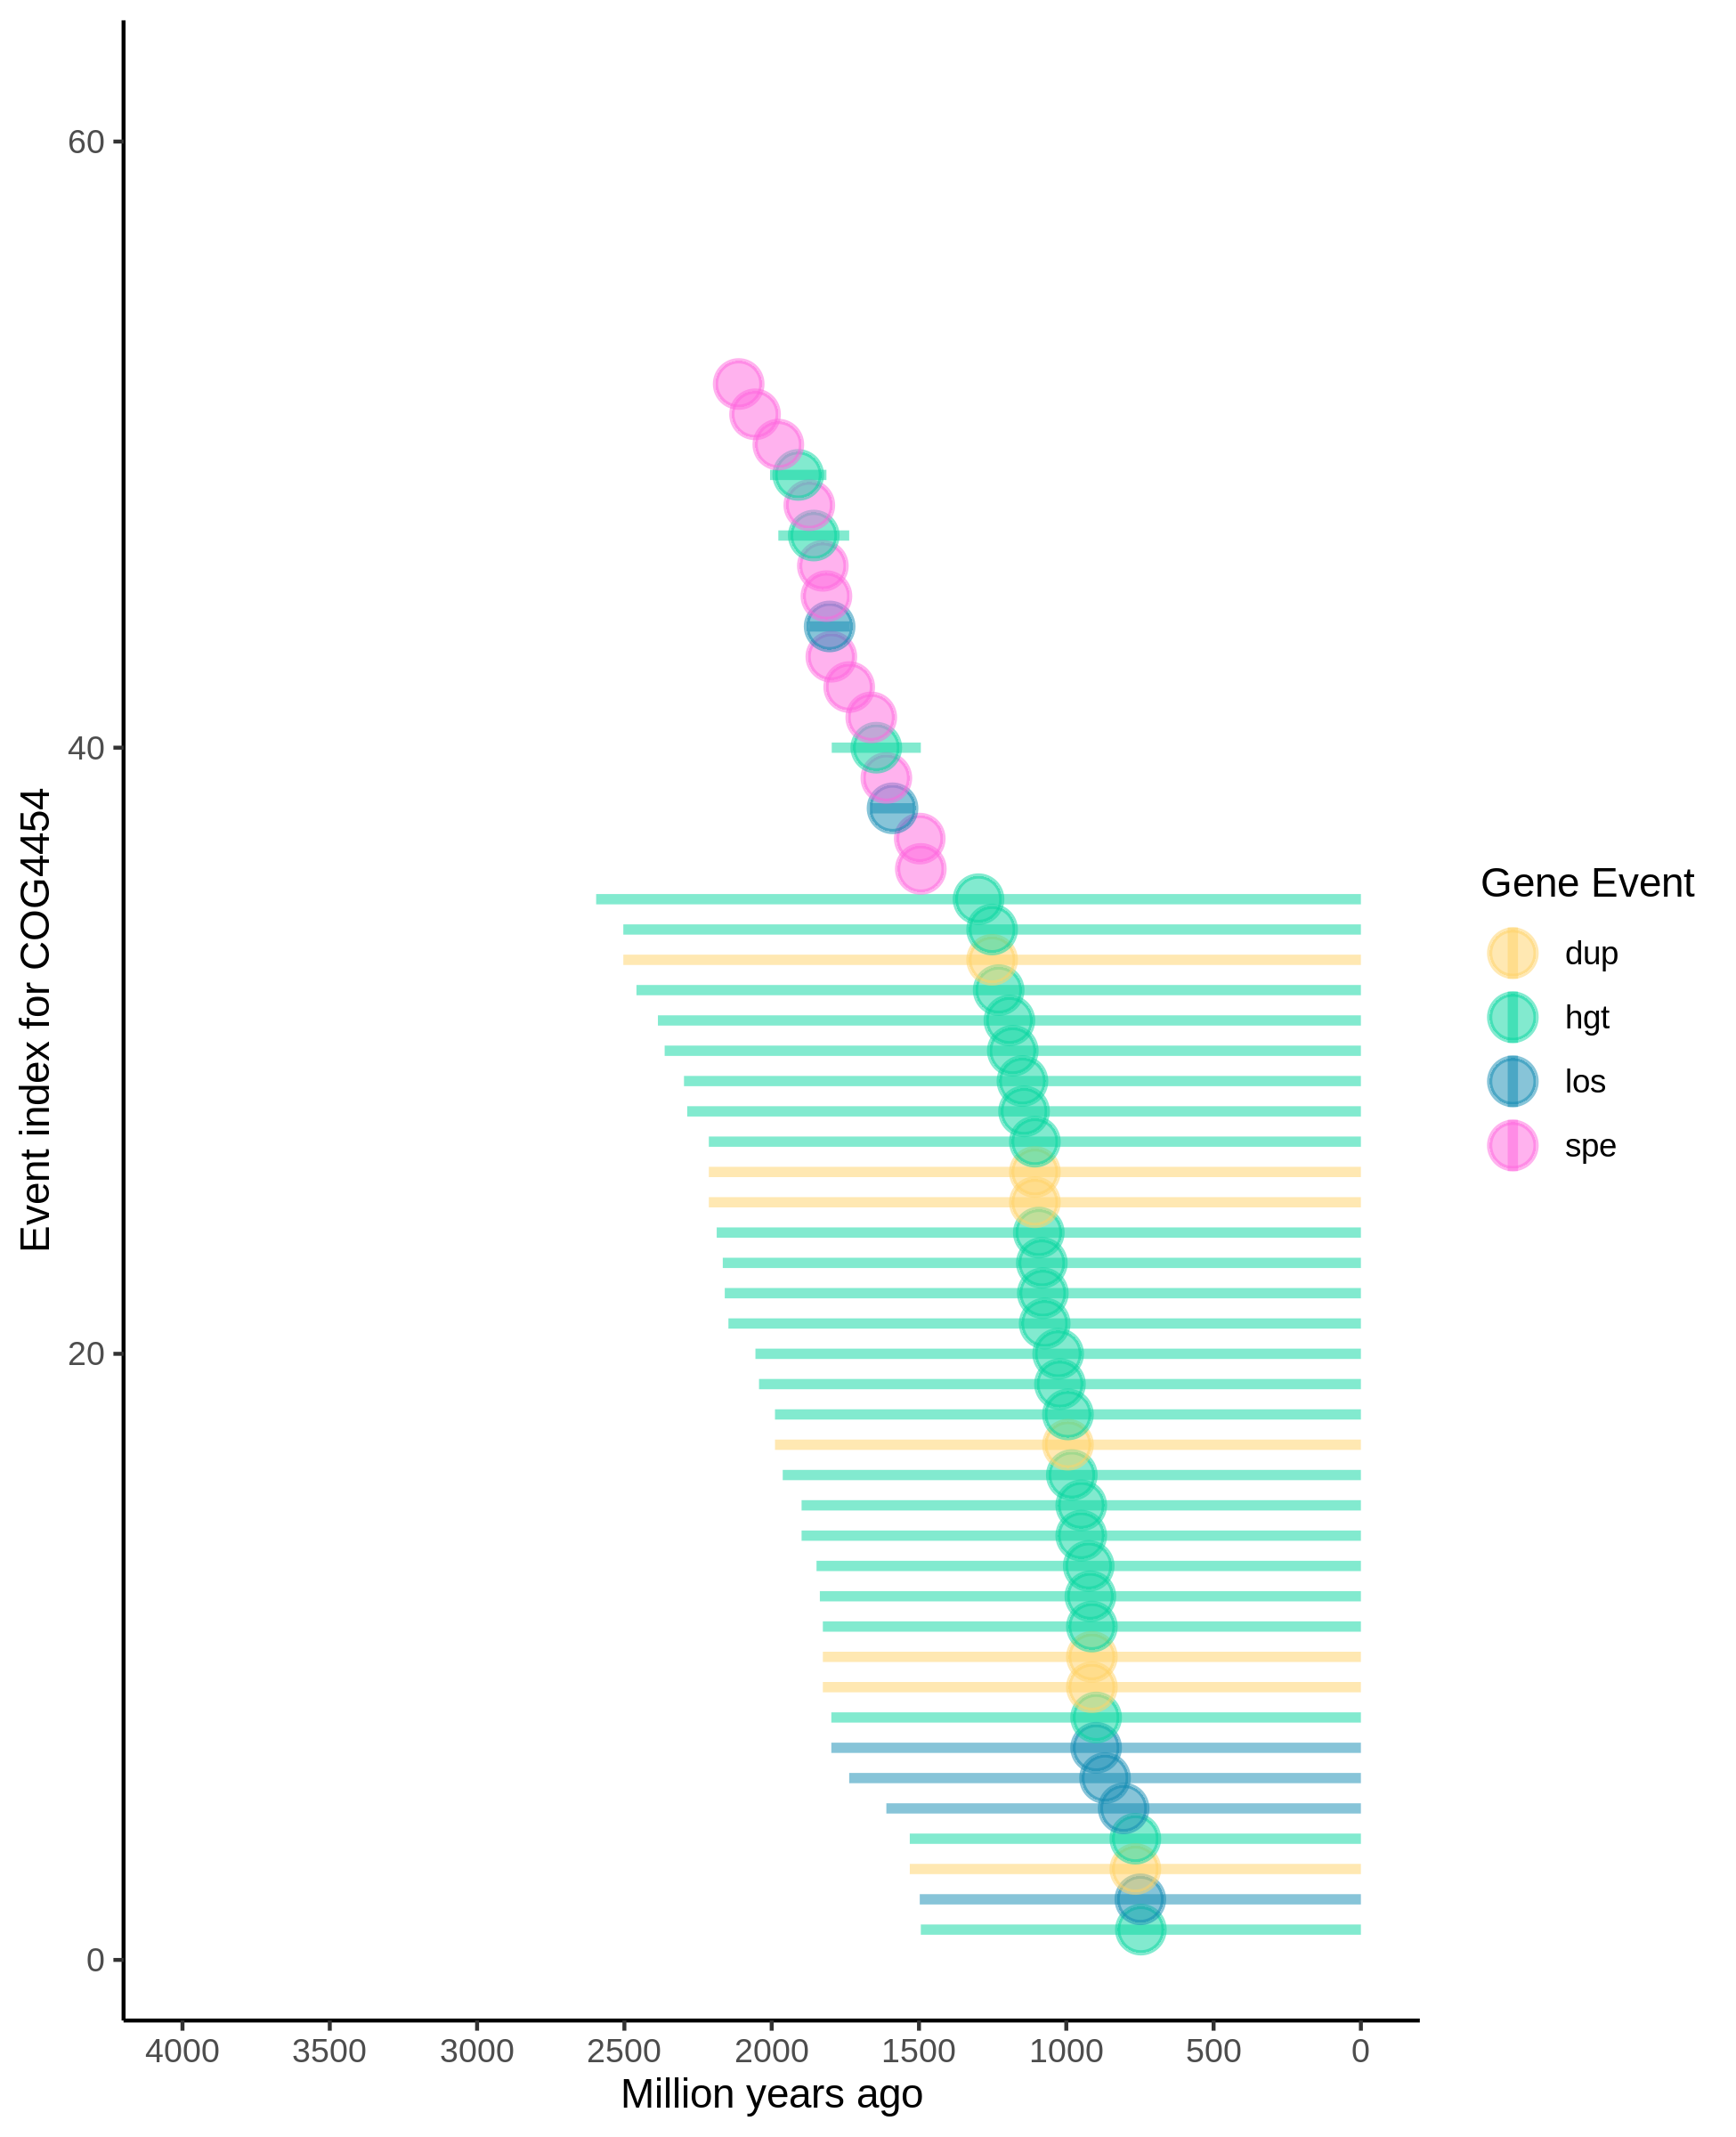 60
40
20
0
Event index for COG4454
4000 3500 3000 2500 2000 1500 1000 500 0
Million years ago
Gene Event
dup
hgt
los
spe